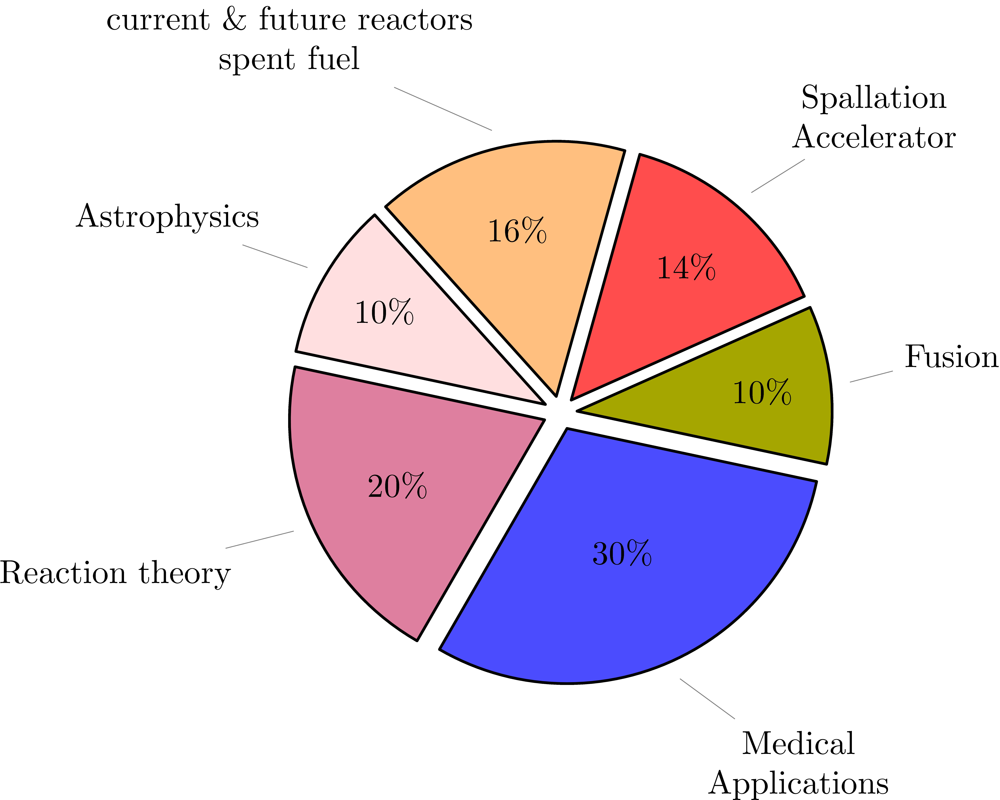 current & future reactors
spent fuel
Spallation
Accelerator
Astrophysics
16%
14%
10%
Fusion
10%
20%
30%
Reaction theory
Medical
Applications